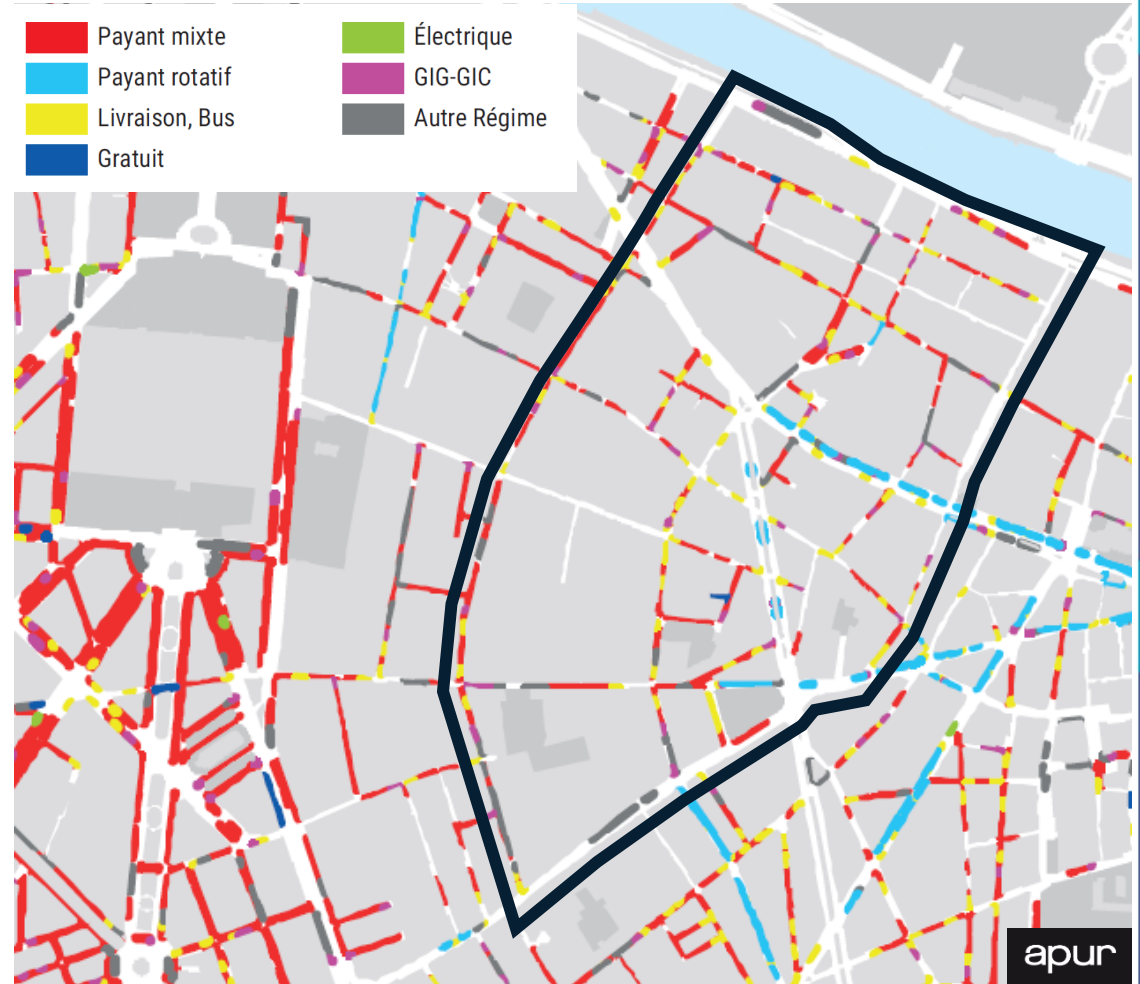 Payant mixte
Payant rotatif
Livraison, Bus
Gratuit
Électrique
GIG-GIC
Autre Régime
apur